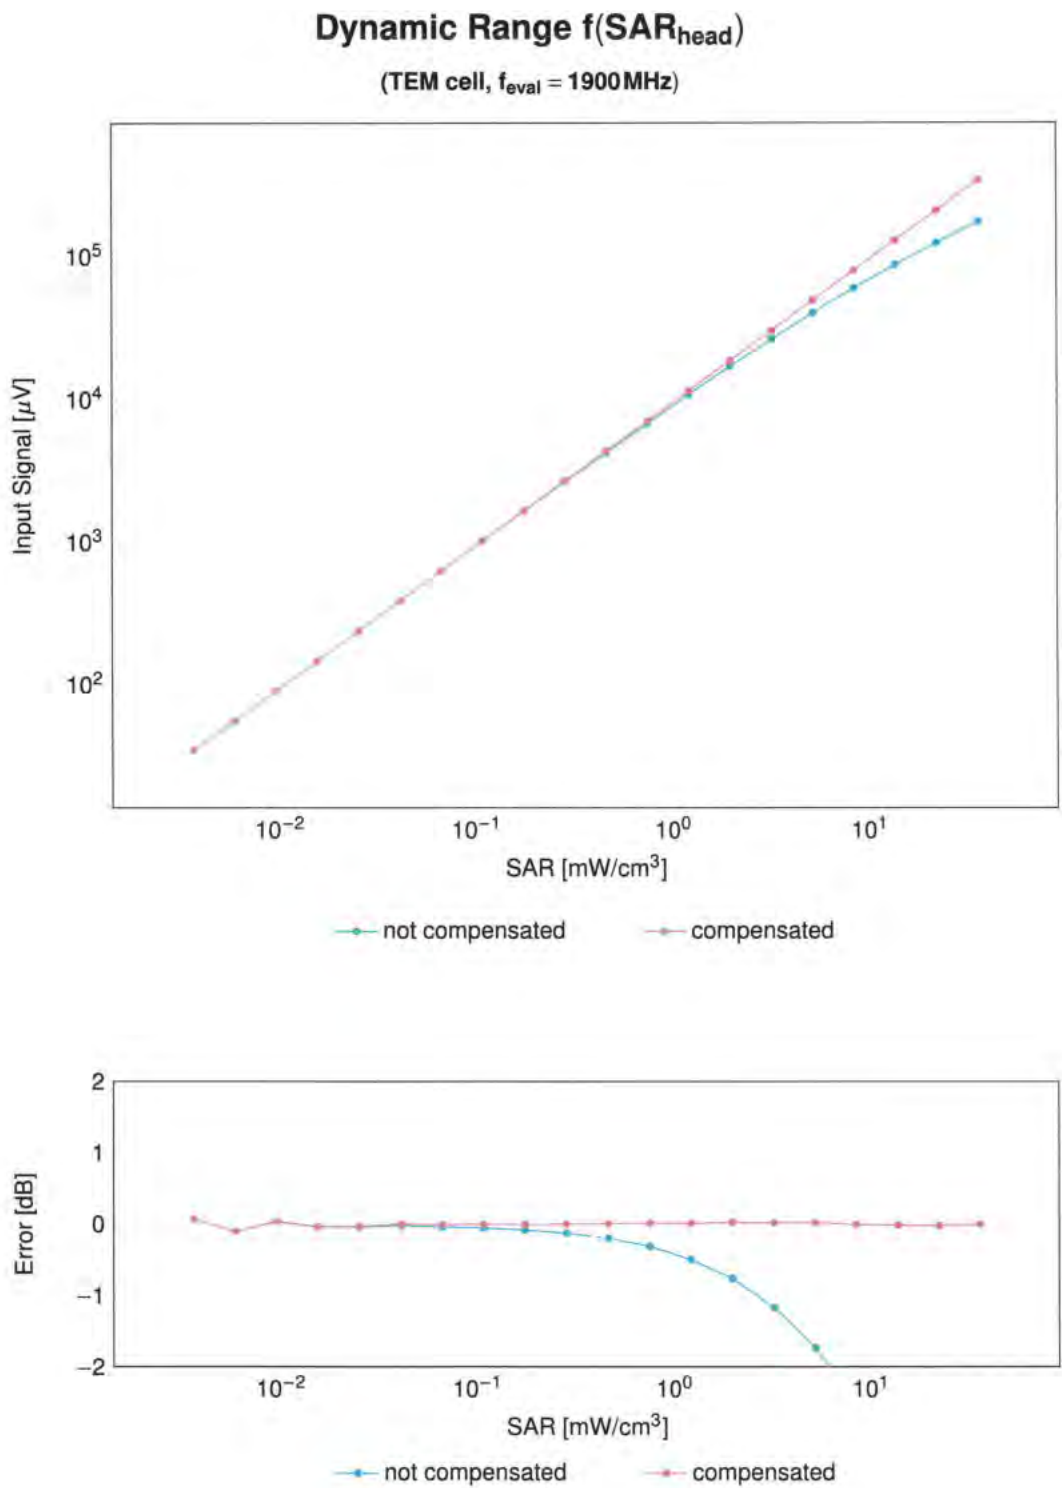 Dynamic Range f(SAR_head)
(TEM cell, f_eval = 1900 MHz)
10^5
10^4
10^3
10^2
Input Signal [μV]
10^−2 10^−1 10^0 10^1
SAR [mW/cm^3]
not compensated compensated
2
1
0
−1
−2
Error [dB]
10^−2 10^−1 10^0 10^1
SAR [mW/cm^3]
not compensated compensated